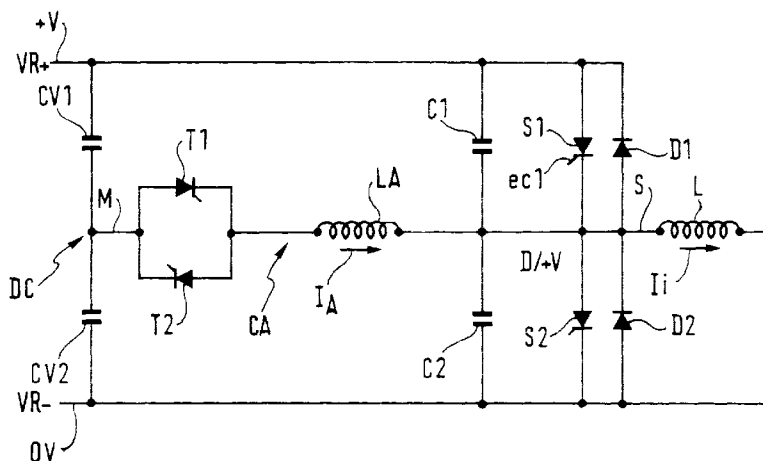 +V
VR+
CV1
T1
C1
S1
ec1
D1
LA
M
S
L
DC
T2
CA
IA
D/+V
Ii
CV2
C2
S2
D2
VR-
0V